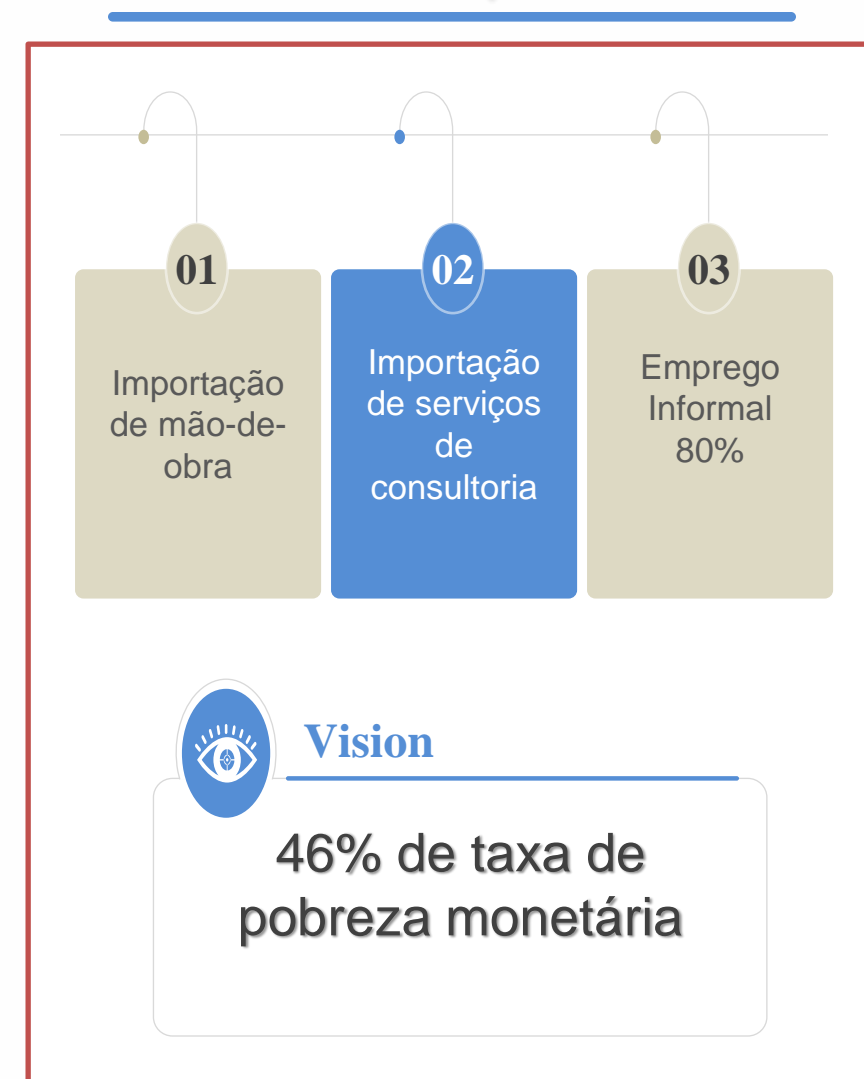 01
Importação
de mão-de-
obra
02
Importação
de serviços
de
consultoria
03
Emprego
Informal
80%
Vision
46% de taxa de
pobreza monetária